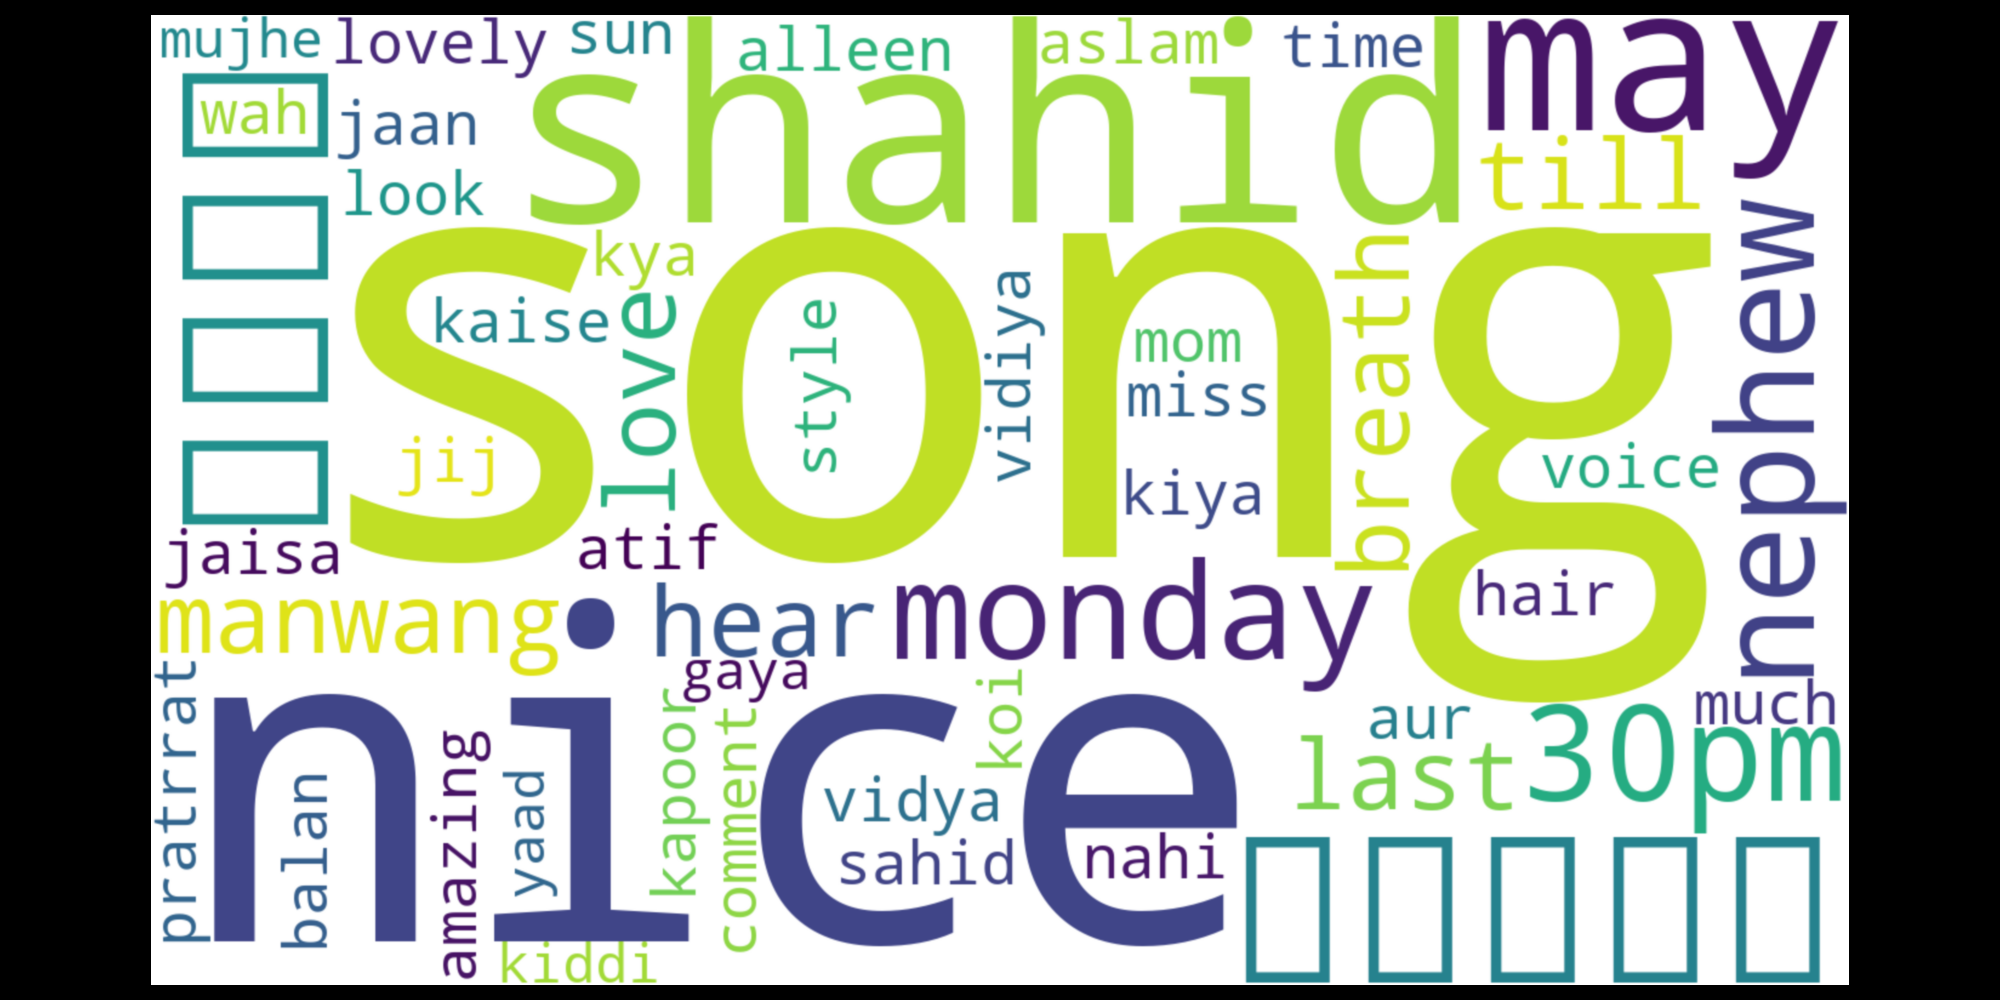 mujhe
lovely
sun
shahid
alleen
aslam
time
may
wah
jaan
look
till
song
kya
kaise
love
style
vidiya
mom
miss
breath
nephew
jij
kiya
voice
jaisa
atif
hair
manwang
hear
monday
gaya
nice
pratrrat
balan
amazing
yaad
kapoor
comment
koi
vidya
sahid
nahi
aur
much
last
30pm
kiddi